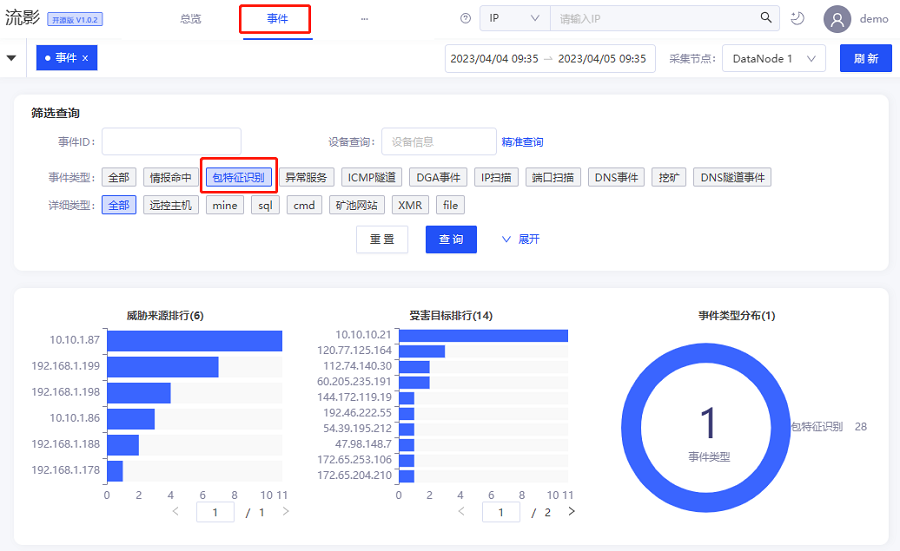 流影 开源版 V1.0.2 总览 事件 ··· IP 请输入IP demo
事件 × 2023/04/04 09:35 → 2023/04/05 09:35 采集节点： DataNode 1 刷 新
筛选查询
事件ID： 设备查询： 设备信息 精准查询
事件类型： 全部 情报命中 包特征识别 异常服务 ICMP隧道 DGA事件 IP扫描 端口扫描 DNS事件 挖矿 DNS隧道事件
详细类型： 全部 远控主机 mine sql cmd 矿池网站 XMR file
重 置 查 询 展开
威胁来源排行(6)
10.10.1.87
192.168.1.199
192.168.1.198
10.10.1.86
192.168.1.188
192.168.1.178
0 2 4 6 8 10 11
< 1 / 1 >
受害目标排行(14)
10.10.10.21
120.77.125.164
112.74.140.30
60.205.235.191
144.172.119.19
192.46.222.55
54.39.195.212
47.98.148.7
172.65.253.106
172.65.204.210
0 2 4 6 8 10 11
< 1 / 2 >
事件类型分布(1)
1
事件类型
包特征识别 28